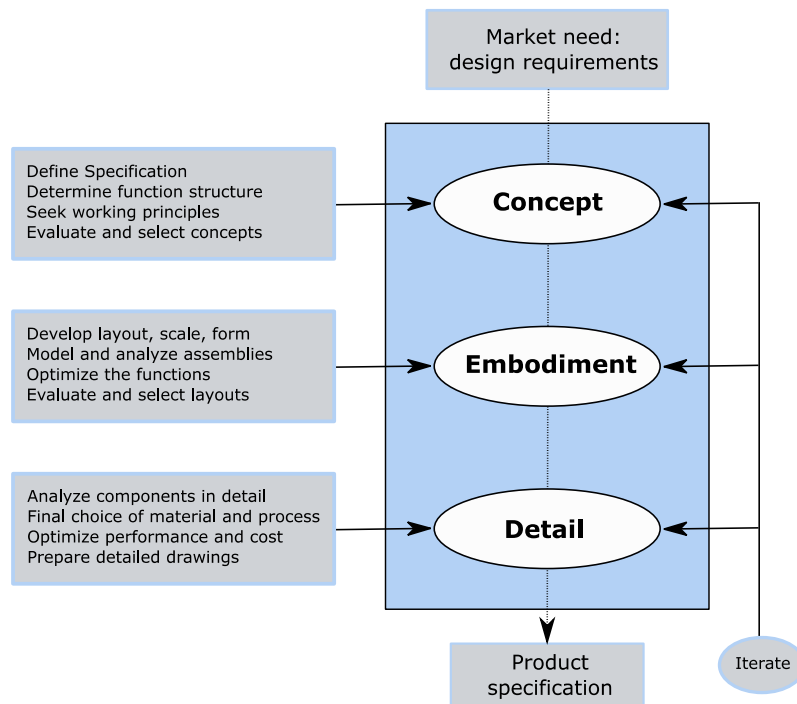 Market need:
design requirements
Define Specification
Determine function structure
Seek working principles
Evaluate and select concepts
Concept
Develop layout, scale, form
Model and analyze assemblies
Optimize the functions
Evaluate and select layouts
Embodiment
Analyze components in detail
Final choice of material and process
Optimize performance and cost
Prepare detailed drawings
Detail
Product
specification
Iterate